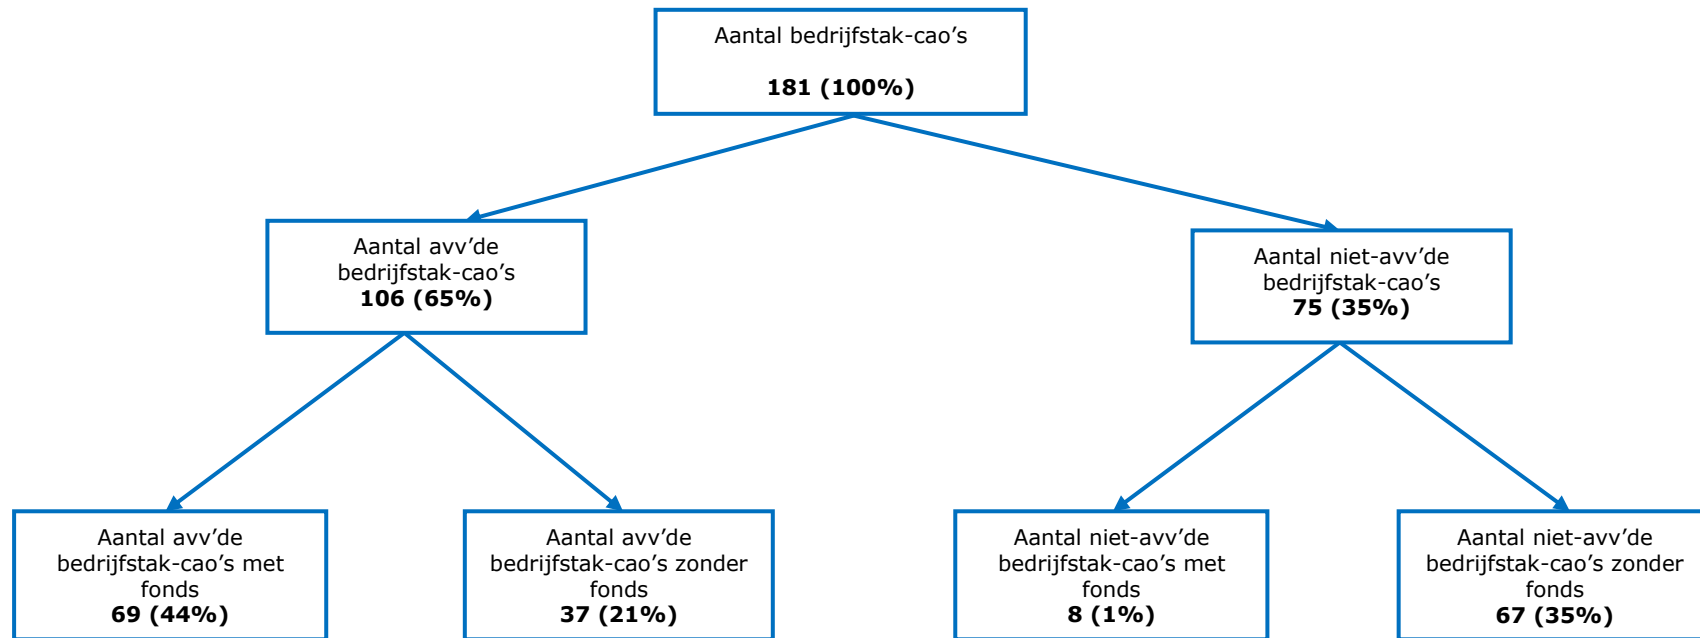 Aantal bedrijfstak-cao’s
181 (100%)
Aantal avv’de
bedrijfstak-cao’s
106 (65%)
Aantal niet-avv’de
bedrijfstak-cao’s
75 (35%)
Aantal avv’de
bedrijfstak-cao’s met
fonds
69 (44%)
Aantal avv’de
bedrijfstak-cao’s zonder
fonds
37 (21%)
Aantal niet-avv’de
bedrijfstak-cao’s met
fonds
8 (1%)
Aantal niet-avv’de
bedrijfstak-cao’s zonder
fonds
67 (35%)